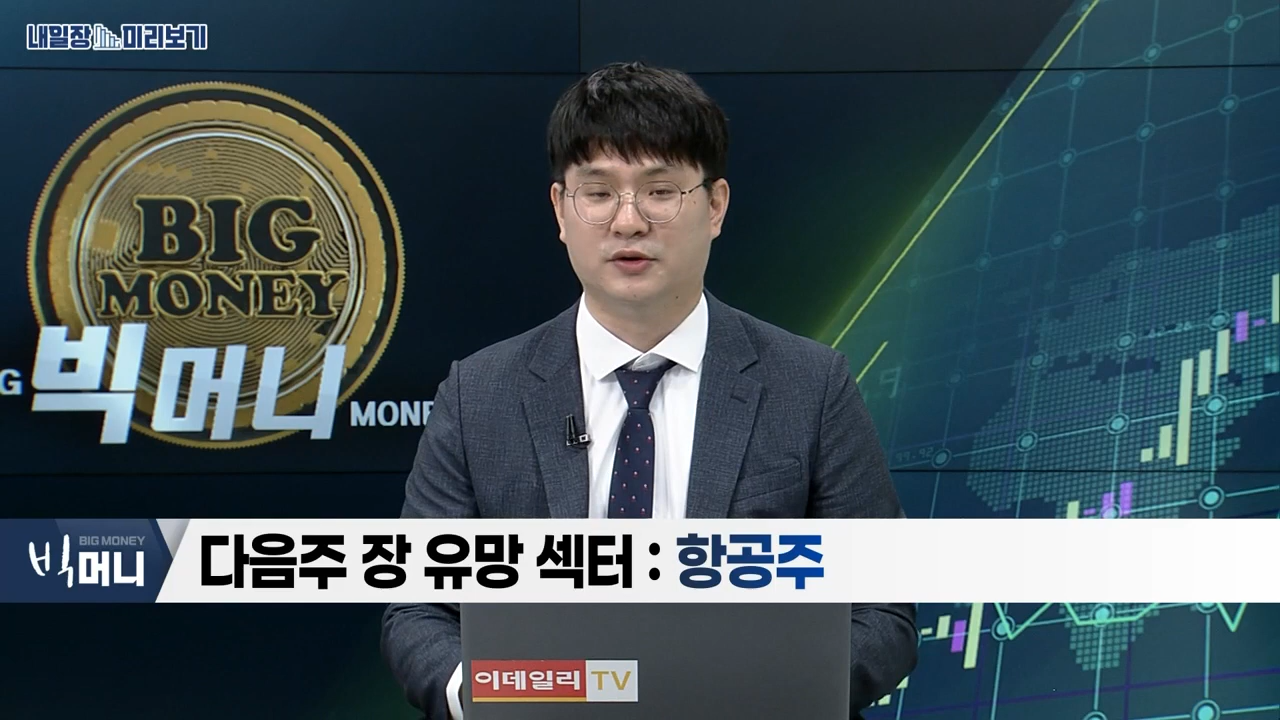 내일장 미리보기
BIG
MONEY
G 빅머니 MONE
BIG MONEY
빅머니
다음주 장 유망 섹터 : 항공주
이데일리 TV